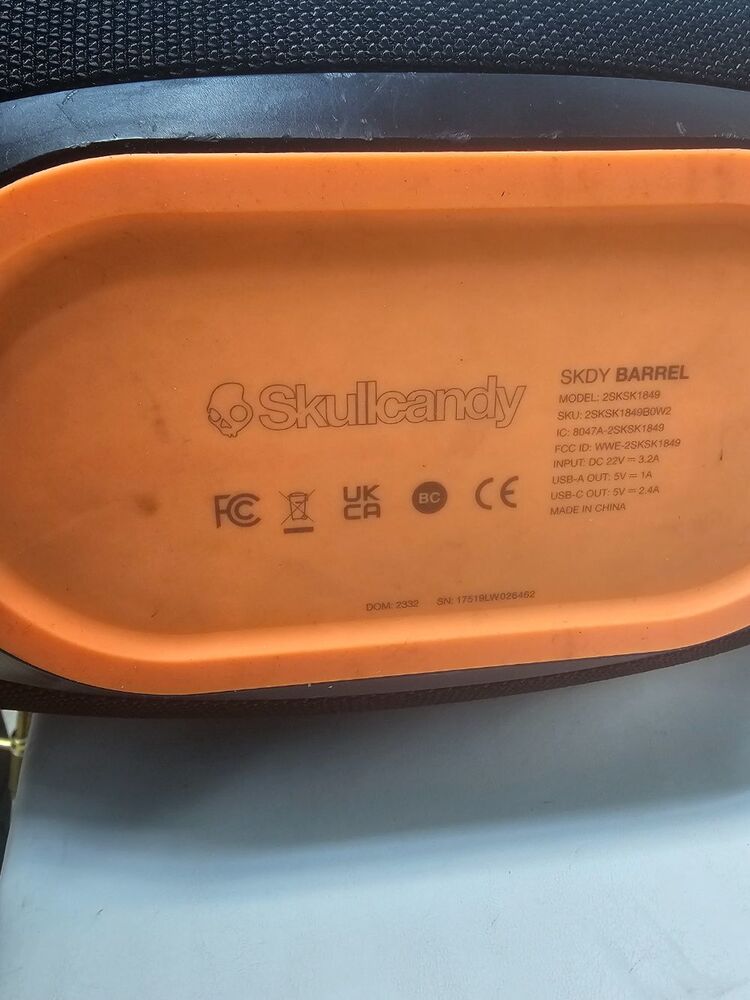 Skullcandy
SKDY BARREL
MODEL: 2SKSK1849
SKU: 2SKSK1849B0W2
IC: 8047A-2SKSK1849
FCC ID: WWE-2SKSK1849
INPUT: DC 22V ⎓ 3.2A
USB-A OUT: 5V ⎓ 1A
USB-C OUT: 5V ⎓ 2.4A
MADE IN CHINA
FC
UK
CA
BC
CE
DOM: 2332 SN: 17519LW026462